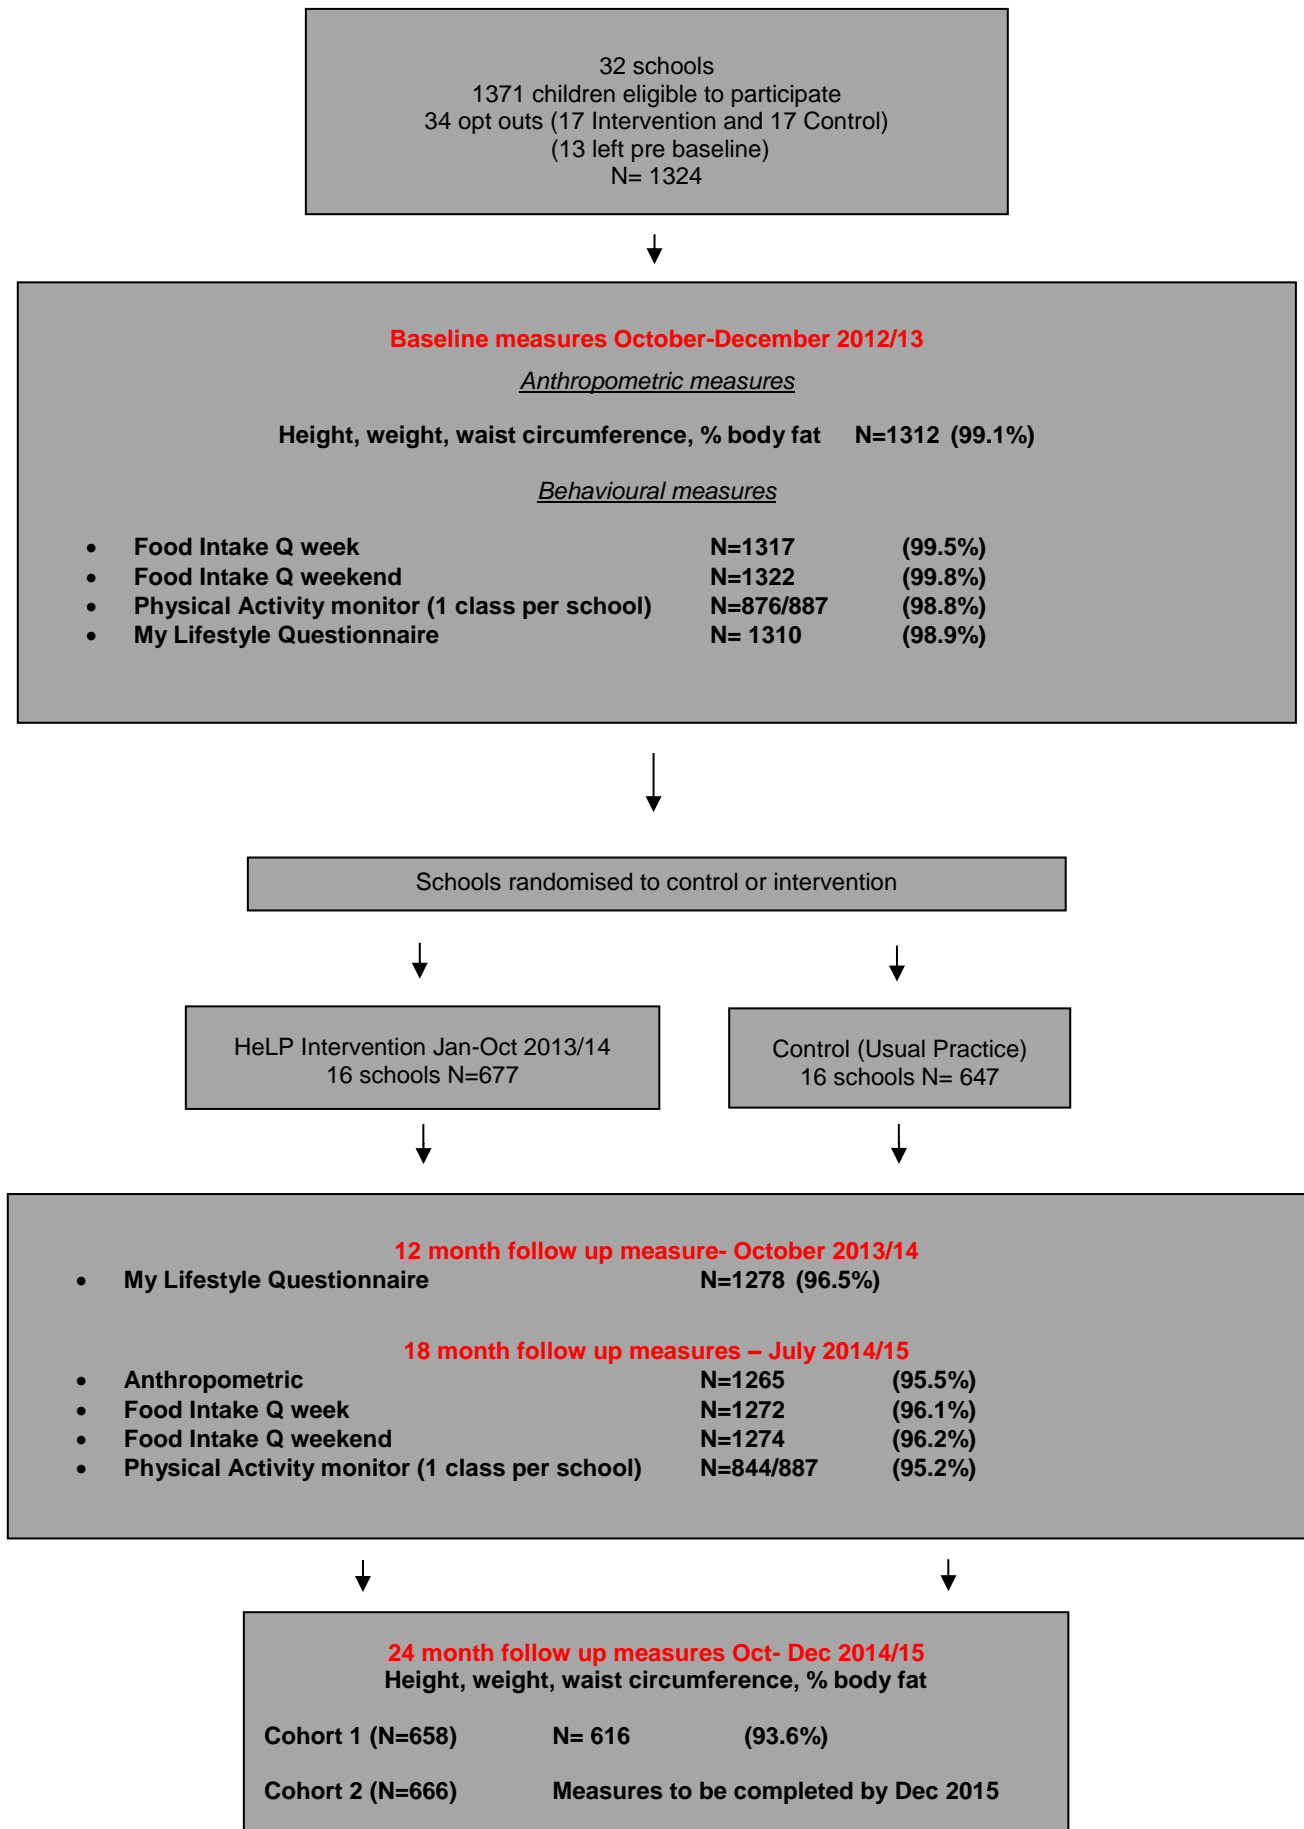 32 schools
1371 children eligible to participate
34 opt outs (17 Intervention and 17 Control)
(13 left pre baseline)
N= 1324
Baseline measures October-December 2012/13
Anthropometric measures
Height, weight, waist circumference, % body fat N=1312 (99.1%)
Behavioural measures
• Food Intake Q week N=1317 (99.5%)
• Food Intake Q weekend N=1322 (99.8%)
• Physical Activity monitor (1 class per school) N=876/887 (98.8%)
• My Lifestyle Questionnaire N= 1310 (98.9%)
Schools randomised to control or intervention
HeLP Intervention Jan-Oct 2013/14
16 schools N=677
Control (Usual Practice)
16 schools N= 647
12 month follow up measure- October 2013/14
• My Lifestyle Questionnaire N=1278 (96.5%)
18 month follow up measures – July 2014/15
• Anthropometric N=1265 (95.5%)
• Food Intake Q week N=1272 (96.1%)
• Food Intake Q weekend N=1274 (96.2%)
• Physical Activity monitor (1 class per school) N=844/887 (95.2%)
24 month follow up measures Oct- Dec 2014/15
Height, weight, waist circumference, % body fat
Cohort 1 (N=658) N= 616 (93.6%)
Cohort 2 (N=666) Measures to be completed by Dec 2015